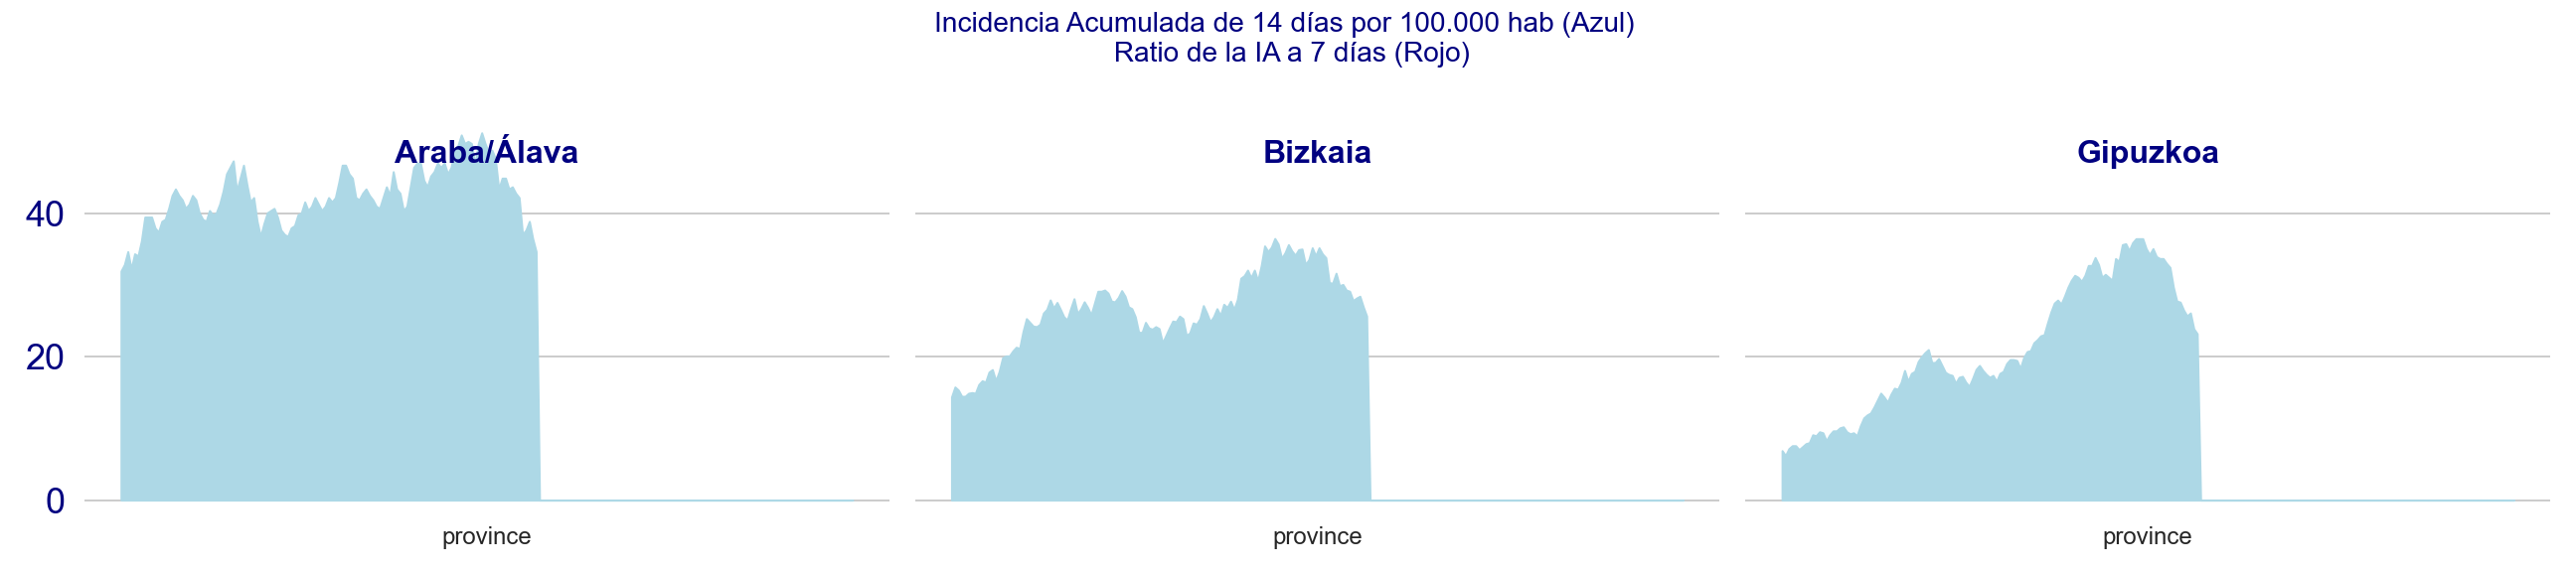 Incidencia Acumulada de 14 días por 100.000 hab (Azul)
Ratio de la IA a 7 días (Rojo)
Araba/Álava
Bizkaia
Gipuzkoa
40
20
0
province
province
province